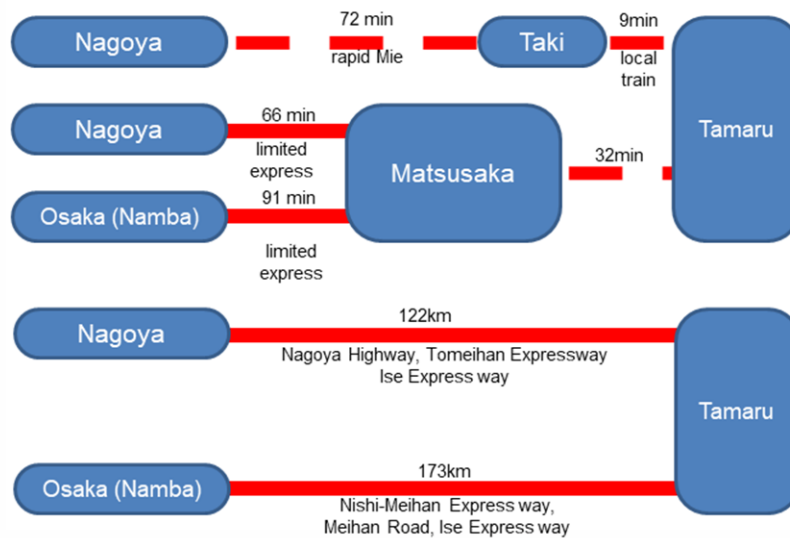 72 min
9min
Nagoya
Taki
rapid Mie
local
train
Tamaru
66 min
Nagoya
limited
express
Matsusaka
32min
91 min
Osaka (Namba)
limited
express
122km
Nagoya
Nagoya Highway, Tomeihan Expressway
Ise Express way
Tamaru
173km
Osaka (Namba)
Nishi-Meihan Express way,
Meihan Road, Ise Express way